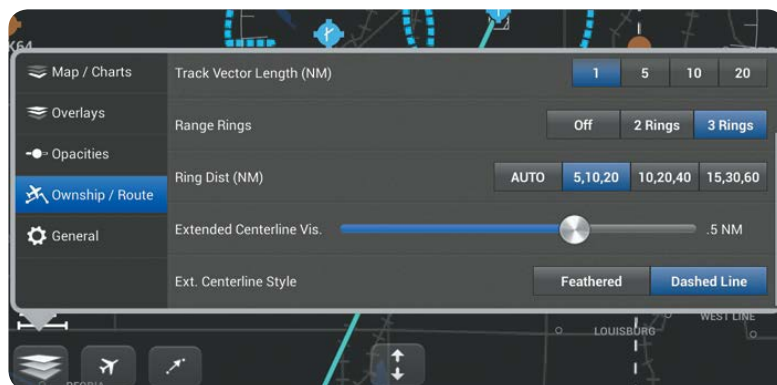 K64
Map / Charts
Track Vector Length (NM)
1 5 10 20
Overlays
Range Rings
Off 2 Rings 3 Rings
Opacities
Ring Dist (NM)
AUTO 5,10,20 10,20,40 15,30,60
Ownship / Route
Extended Centerline Vis.
.5 NM
General
Ext. Centerline Style
Feathered Dashed Line
WEST LINE
LOUISBURG